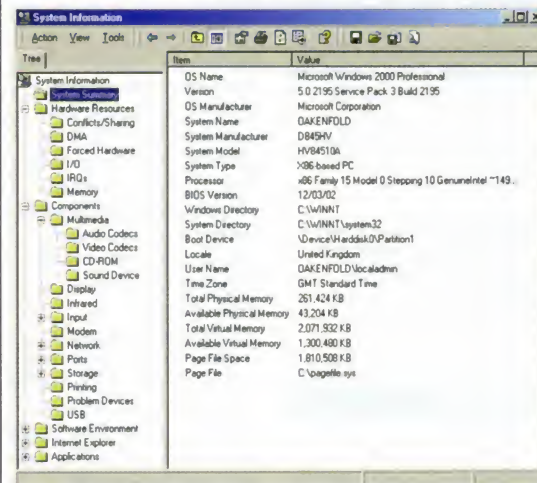 System Information
Action View Tools
Tree
Item Value
System Information
System Summary
Hardware Resources
Conflicts/Sharing
DMA
Forced Hardware
I/O
IRQs
Memory
Components
Multimedia
Audio Codecs
Video Codecs
CD-ROM
Sound Device
Display
Infrared
Input
Modem
Network
Ports
Storage
Printing
Problem Devices
USB
Software Environment
Internet Explorer
Applications
OS Name Microsoft Windows 2000 Professional
Version 5.0.2195 Service Pack 3 Build 2195
OS Manufacturer Microsoft Corporation
System Name OAKENFOLD
System Manufacturer D845HV
System Model HV84510A
System Type X86-based PC
Processor x86 Family 15 Model 0 Stepping 10 GenuineIntel ~149..
BIOS Version 12/03/02
Windows Directory C:\WINNT
System Directory C:\WINNT\system32
Boot Device \Device\Harddisk0\Partition1
Locale United Kingdom
User Name OAKENFOLD\localadmin
Time Zone GMT Standard Time
Total Physical Memory 261,424 KB
Available Physical Memory 43,204 KB
Total Virtual Memory 2,071,932 KB
Available Virtual Memory 1,300,480 KB
Page File Space 1,810,508 KB
Page File C:\pagefile.sys